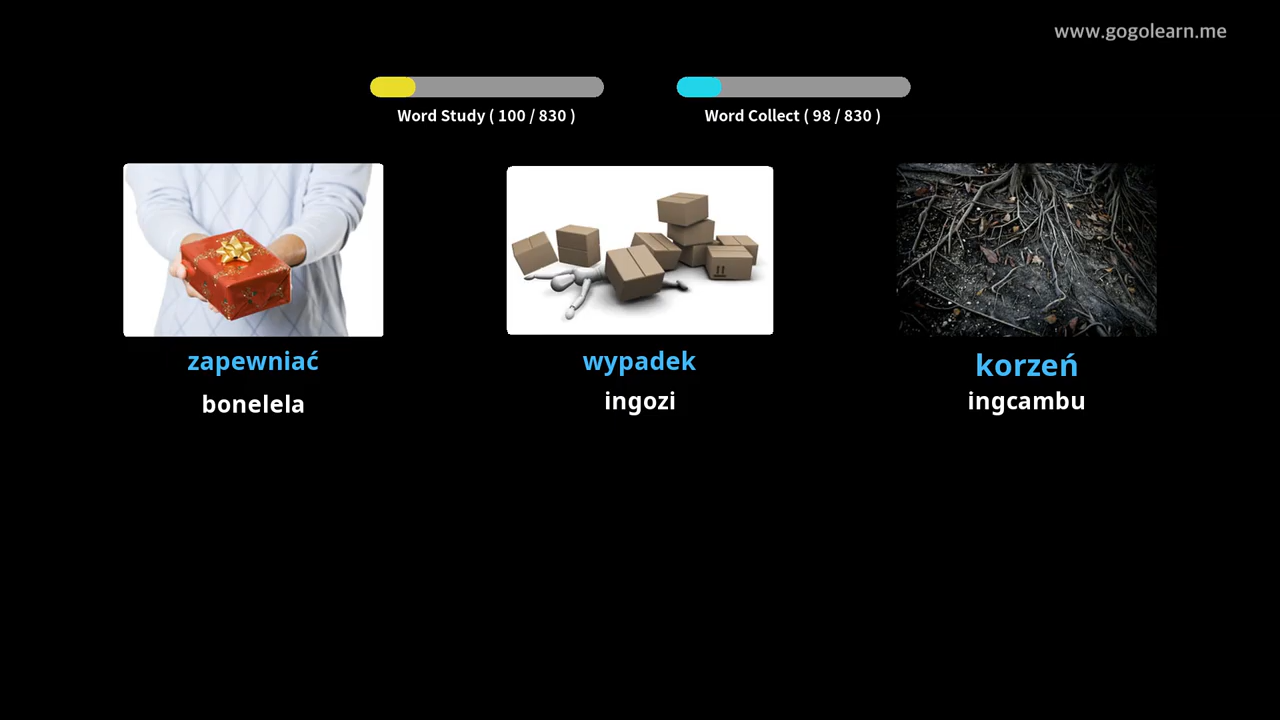 www.gogolearn.me
Word Study ( 100 / 830 )
Word Collect ( 98 / 830 )
zapewniać
bonelela
wypadek
ingozi
korzeń
ingcambu